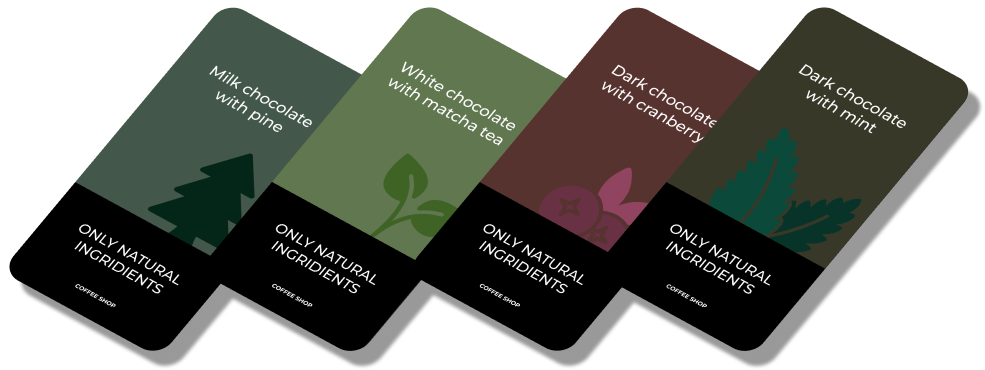 Milk chocolate
with pine
ONLY NATURAL
INGRIDIENTS
COFFEE SHOP
White chocolate
with matcha tea
ONLY NATURAL
INGRIDIENTS
COFFEE SHOP
Dark chocolate
with cranberry
ONLY NATURAL
INGRIDIENTS
COFFEE SHOP
Dark chocolate
with mint
ONLY NATURAL
INGRIDIENTS
COFFEE SHOP